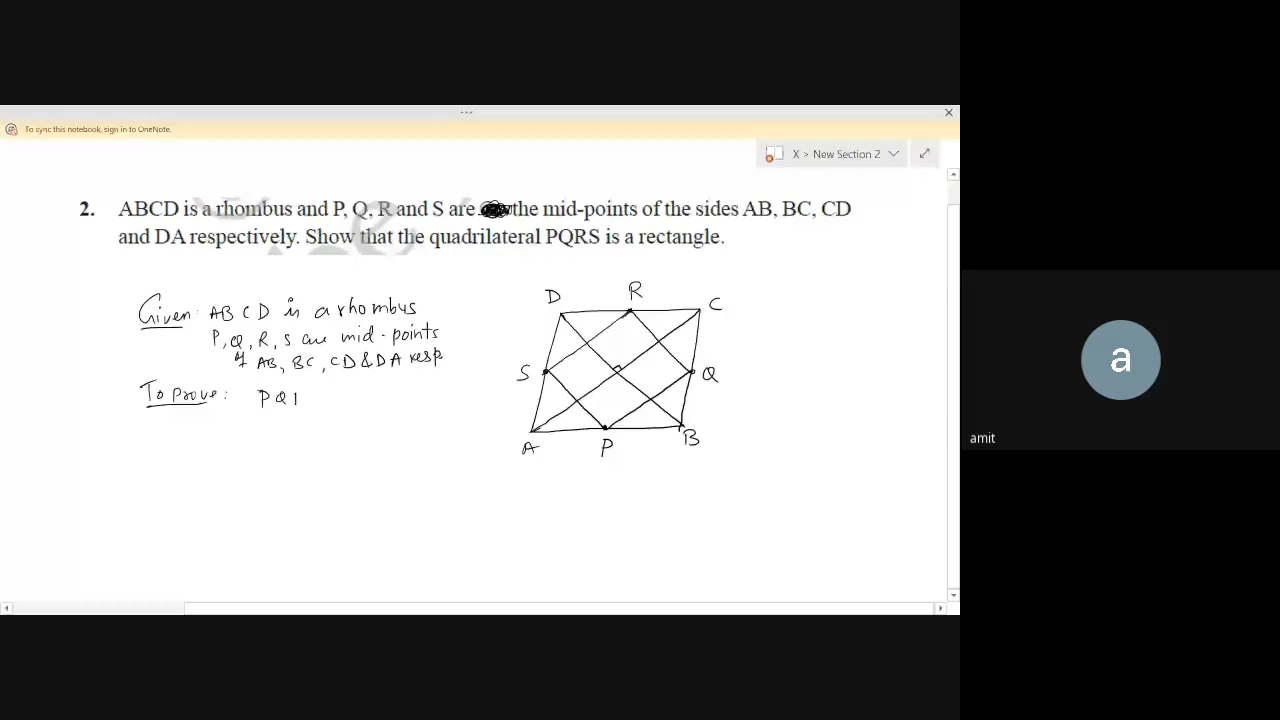 To sync this notebook, sign in to OneNote.
X > New Section 2
2. ABCD is a rhombus and P, Q, R and S are the mid-points of the sides AB, BC, CD
and DA respectively. Show that the quadrilateral PQRS is a rectangle.
Given: ABCD is a rhombus
P, Q, R, S are mid-points
of AB, BC, CD & DA resp
To prove: PQ
D R C
S Q
A P B
a
amit